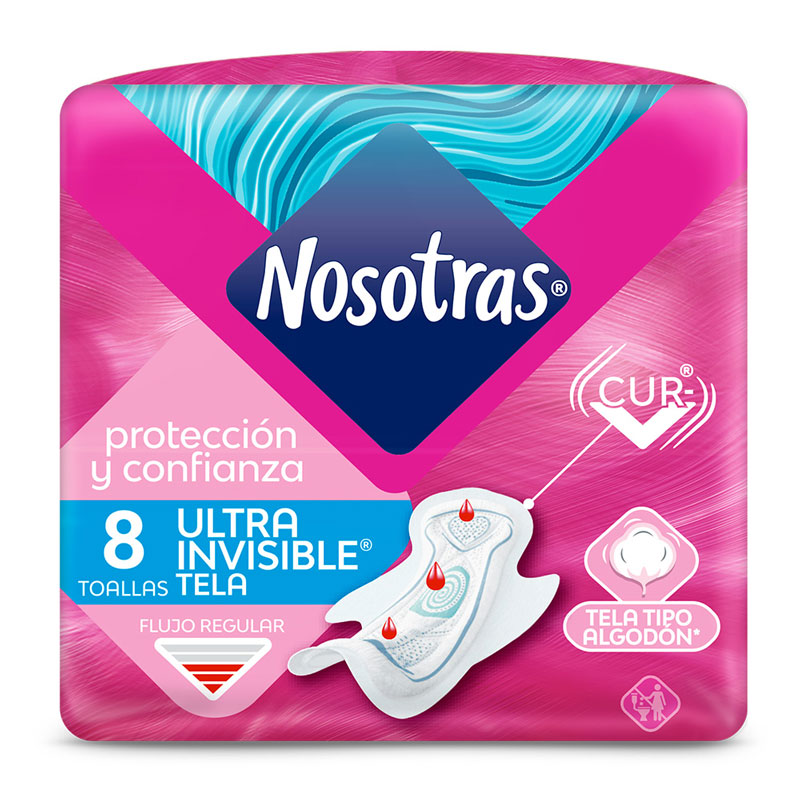 Nosotras®
CUR-V®
protección
y confianza
8
TOALLAS
ULTRA
INVISIBLE®
TELA
FLUJO REGULAR
TELA TIPO
ALGODÓN*